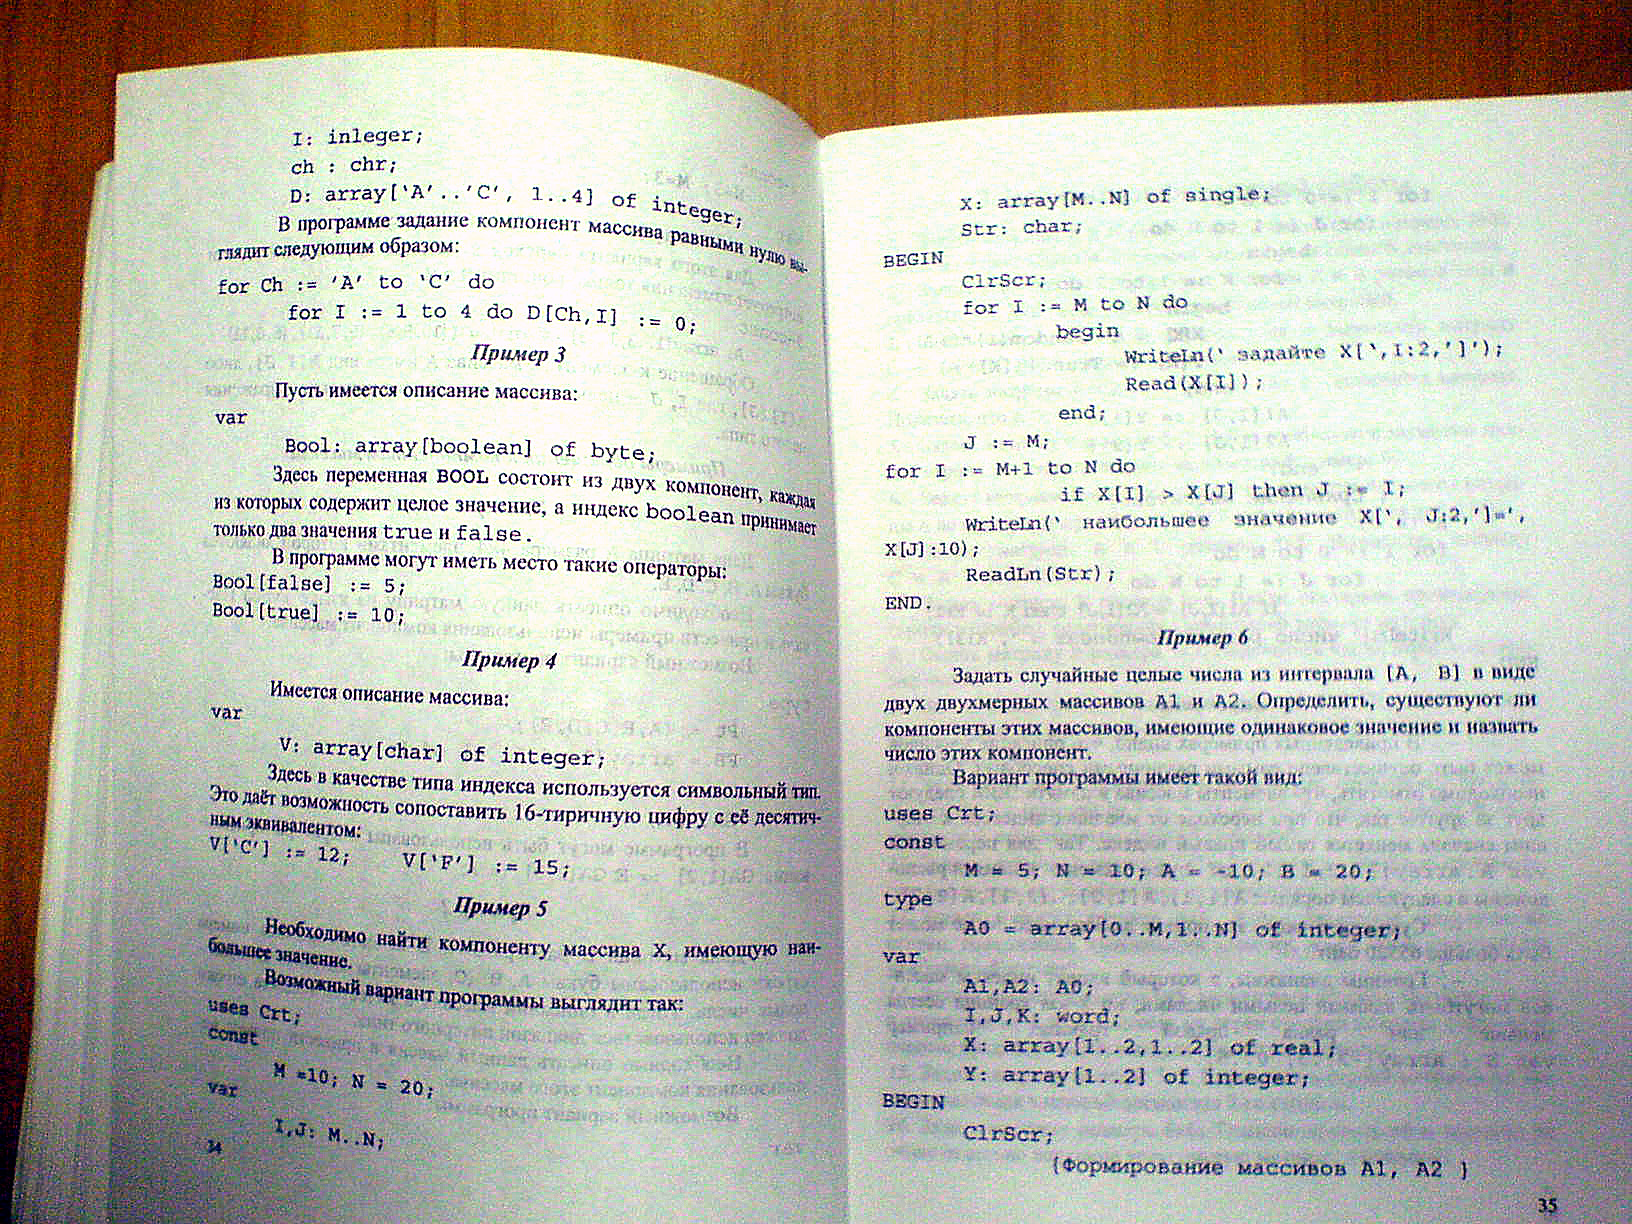 I: inleger;
ch : chr;
D: array[‘A’..’C’, 1..4] of integer;
В программе задание компонент массива равными нулю вы-
глядит следующим образом:
for Ch := ’A’ to ‘C’ do
for I := 1 to 4 do D[Ch,I] := 0;
Пример 3
Пусть имеется описание массива:
var
Bool: array[boolean] of byte;
Здесь переменная BOOL состоит из двух компонент, каждая
из которых содержит целое значение, а индекс boolean принимает
только два значения true и false.
В программе могут иметь место такие операторы:
Bool[false] := 5;
Bool[true] := 10;
Пример 4
Имеется описание массива:
var
V: array[char] of integer;
Здесь в качестве типа индекса используется символьный тип.
Это даёт возможность сопоставить 16-тиричную цифру с её десятич-
ным эквивалентом:
V[‘C’] := 12; V[‘F’] := 15;
Пример 5
Необходимо найти компоненту массива X, имеющую наи-
большее значение.
Возможный вариант программы выглядит так:
uses Crt;
const
M =10; N = 20;
var
I,J: M..N;
34
X: array[M..N] of single;
Str: char;
BEGIN
ClrScr;
for I := M to N do
begin
WriteLn(‘ задайте X[‘,I:2,’]’);
Read(X[I]);
end;
J := M;
for I := M+1 to N do
if X[I] > X[J] then J := I;
WriteLn(‘ наибольшее значение X[‘, J:2,’]=’,
X[J]:10);
ReadLn(Str);
END.
Пример 6
Задать случайные целые числа из интервала [A, B] в виде
двух двухмерных массивов A1 и A2. Определить, существуют ли
компоненты этих массивов, имеющие одинаковое значение и назвать
число этих компонент.
Вариант программы имеет такой вид:
uses Crt;
const
M = 5; N = 10; A = -10; B = 20;
type
A0 = array[0..M,1..N] of integer;
var
A1,A2: A0;
I,J,K: word;
X: array[1..2,1..2] of real;
Y: array[1..2] of integer;
BEGIN
ClrScr;
{Формирование массивов A1, A2 }
35